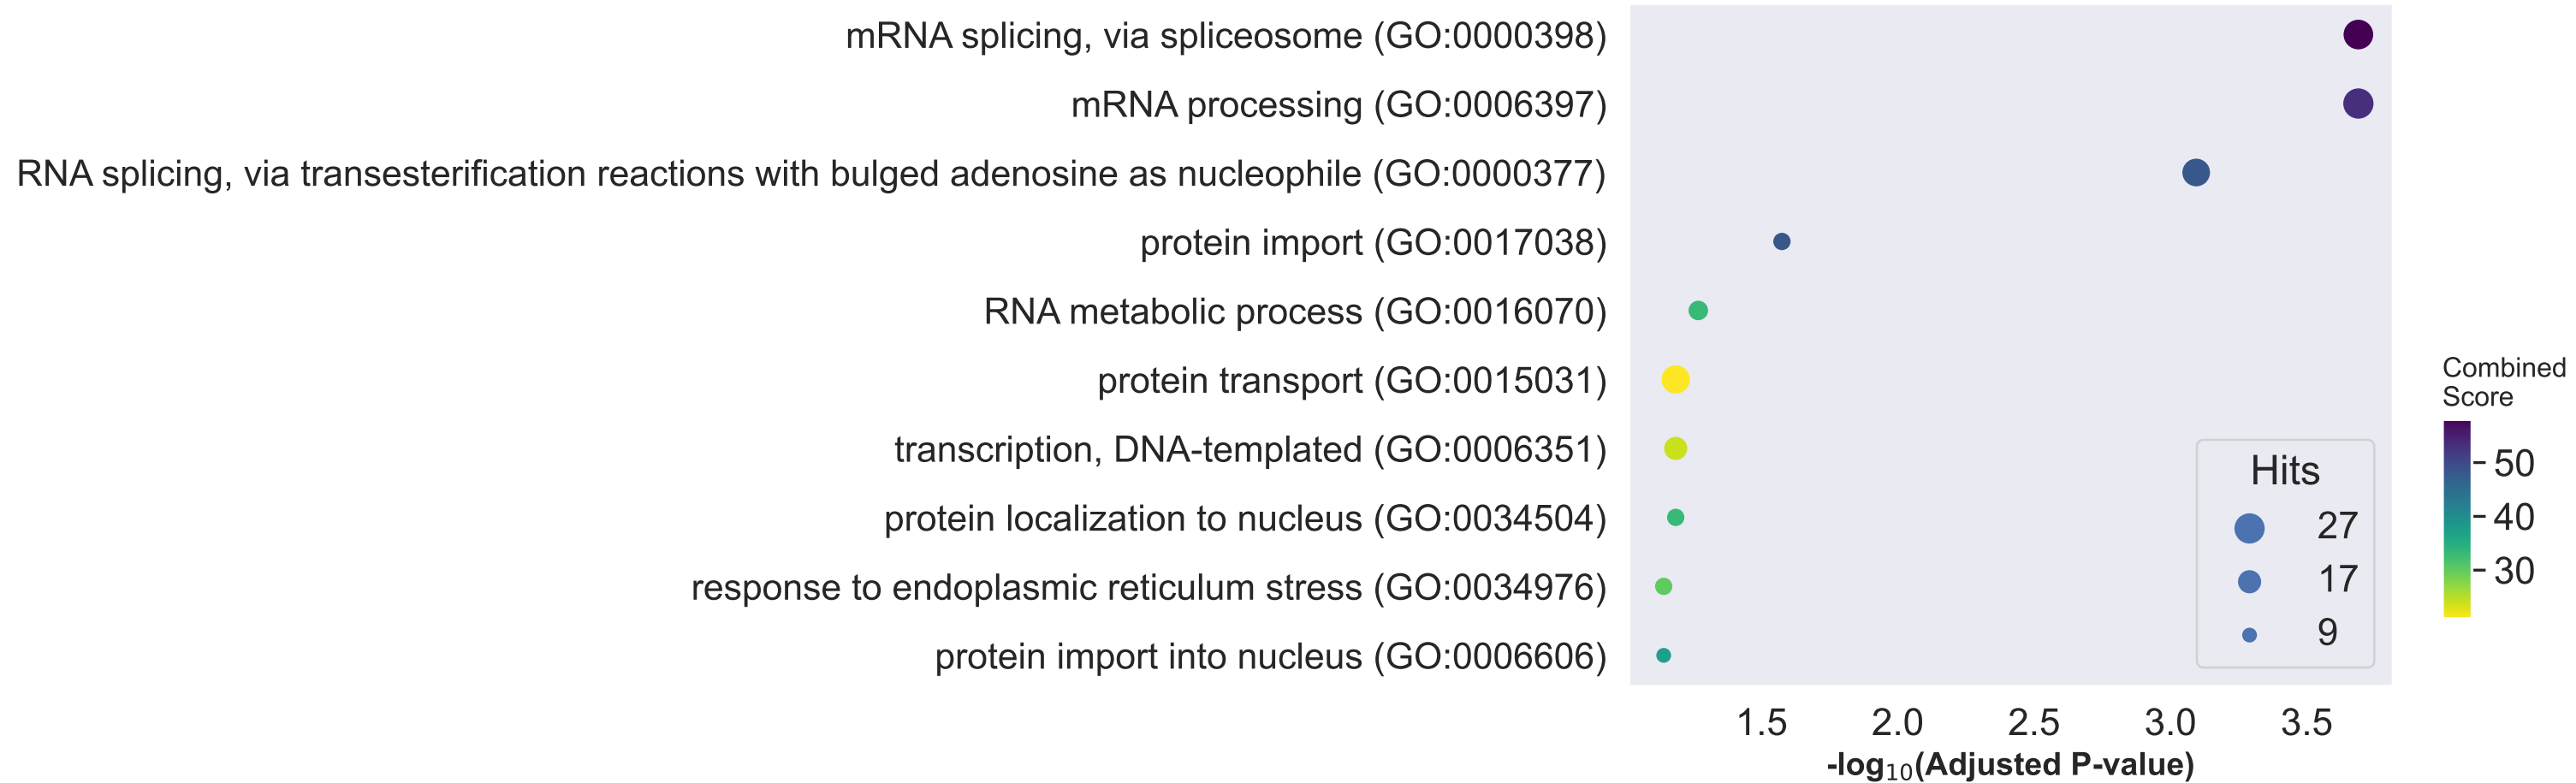 mRNA splicing, via spliceosome (GO:0000398)
mRNA processing (GO:0006397)
RNA splicing, via transesterification reactions with bulged adenosine as nucleophile (GO:0000377)
protein import (GO:0017038)
RNA metabolic process (GO:0016070)
protein transport (GO:0015031)
transcription, DNA-templated (GO:0006351)
protein localization to nucleus (GO:0034504)
response to endoplasmic reticulum stress (GO:0034976)
protein import into nucleus (GO:0006606)
1.5 2.0 2.5 3.0 3.5
-log₁₀(Adjusted P-value)
Hits
27
17
9
Combined
Score
50
40
30